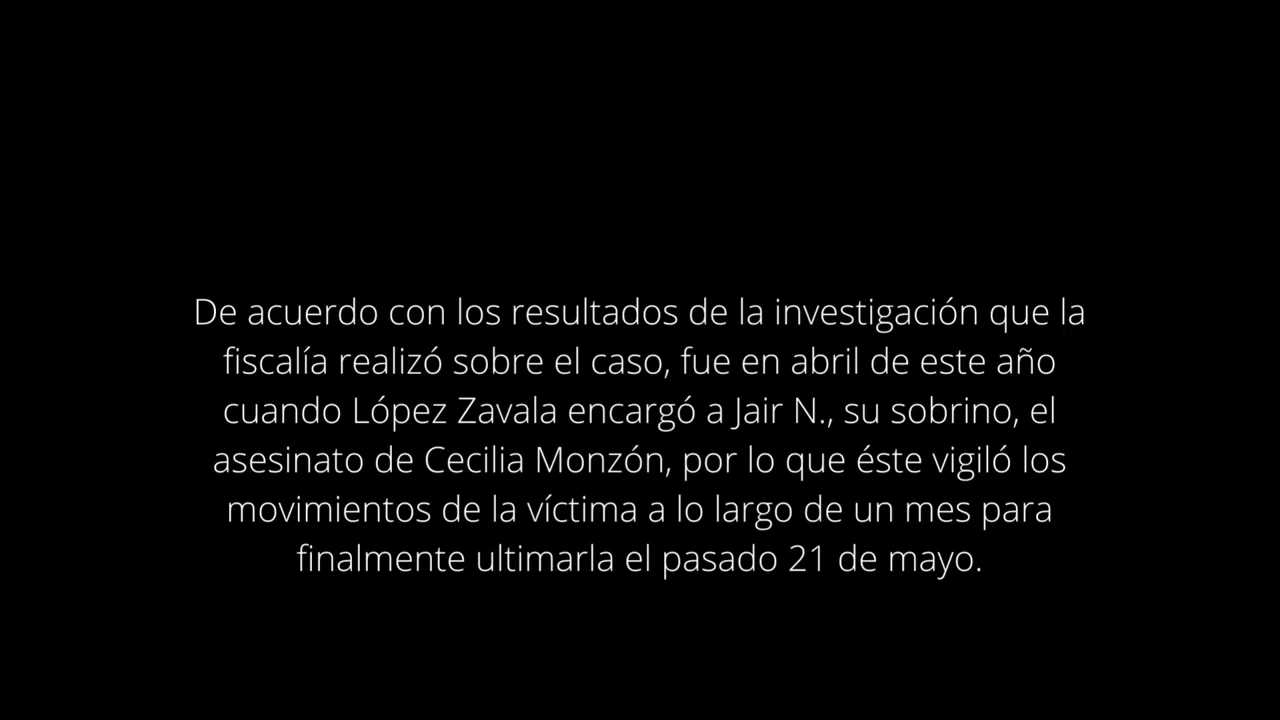 De acuerdo con los resultados de la investigación que la
fiscalía realizó sobre el caso, fue en abril de este año
cuando López Zavala encargó a Jair N., su sobrino, el
asesinato de Cecilia Monzón, por lo que éste vigiló los
movimientos de la víctima a lo largo de un mes para
finalmente ultimarla el pasado 21 de mayo.